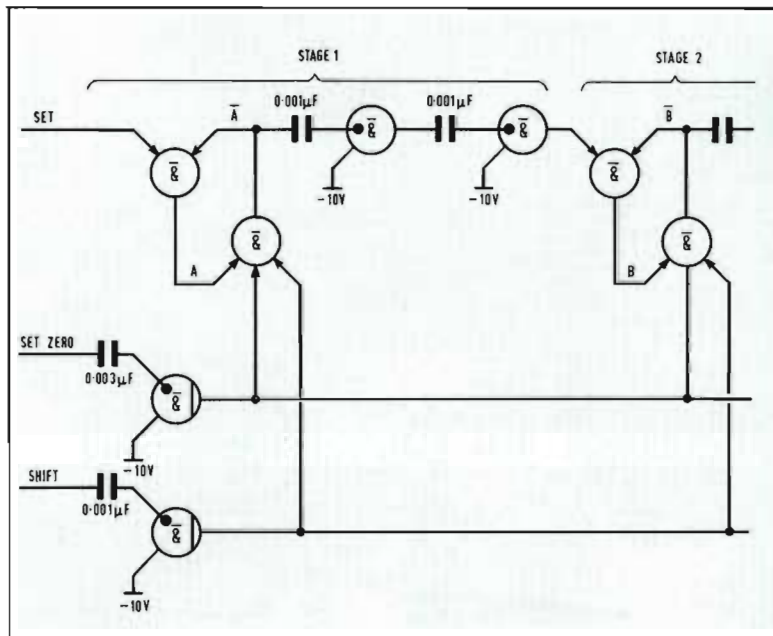 STAGE 1
STAGE 2
0·001µF
0·001µF
SET
A̅
B̅
&̅
&̅
&̅
&̅
-10V
-10V
&̅
&̅
A
B
SET ZERO
0·003µF
&̅
-10V
SHIFT
0·001µF
&̅
-10V